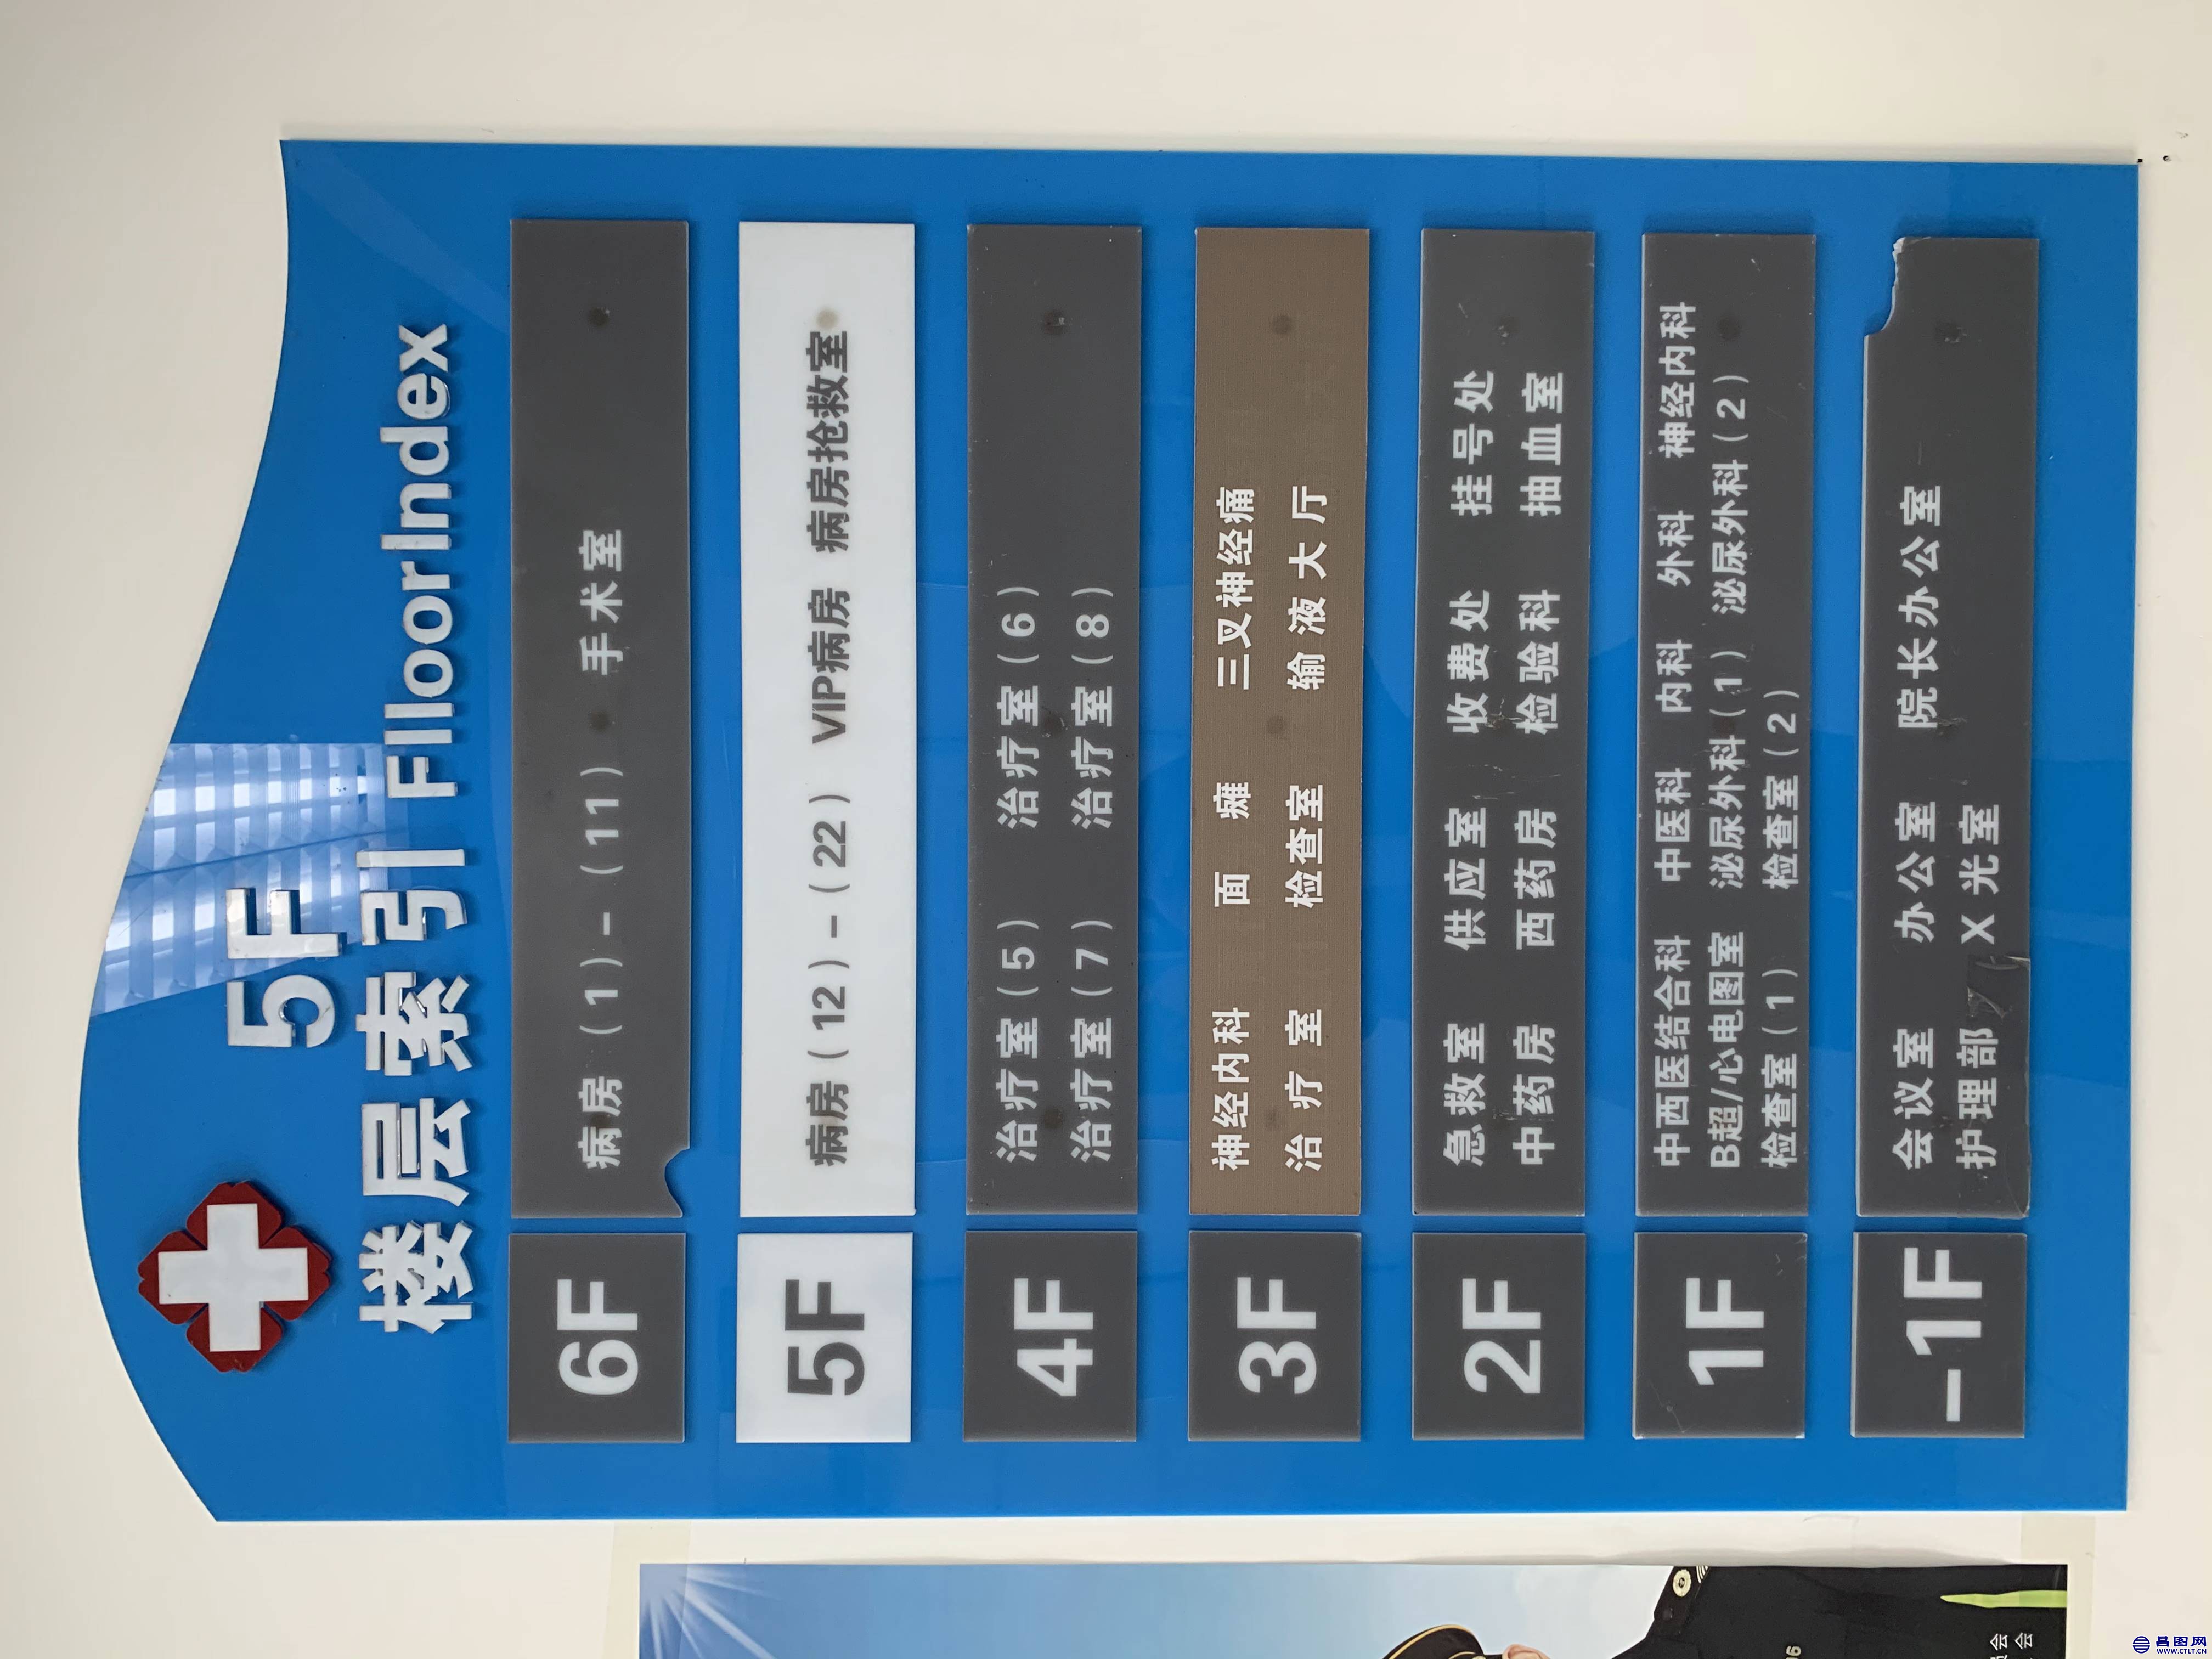 5F
楼层索引 FlloorIndex
6F 病房 (1)-(11) 手术室
5F 病房(12)-(22) VIP病房 病房抢救室
4F 治疗室(5) 治疗室(6)
治疗室(7) 治疗室(8)
3F 神经内科 面 瘫 三叉神经痛
治疗室 检查室 输液大厅
2F 急救室 供应室 收费处 挂号处
中药房 西药房 检验科 抽血室
1F 中西医结合科 中医科 内科 外科 神经内科
B超/心电图室 泌尿外科(1) 泌尿外科(2)
检查室(1) 检查室(2)
-1F 会议室 办公室 院长办公室
护理部 X光室
昌图网
WWW.CTLT.CN